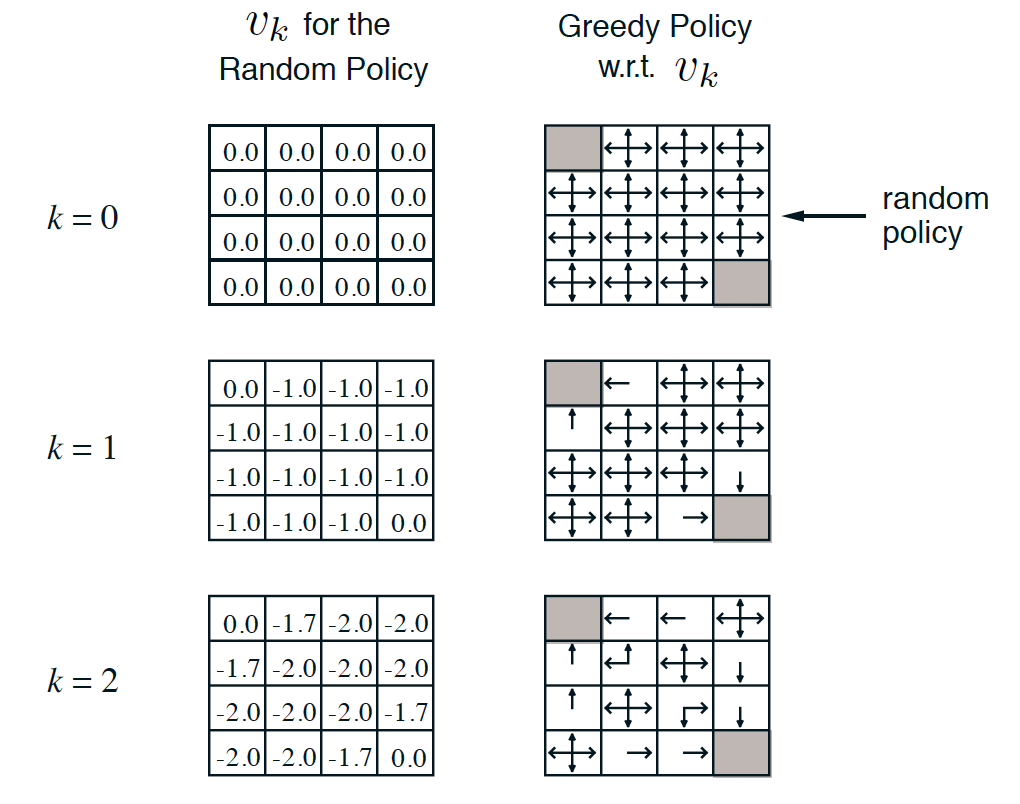 v_k for the
Random Policy
Greedy Policy
w.r.t. v_k
k = 0
0.0 0.0 0.0 0.0
0.0 0.0 0.0 0.0
0.0 0.0 0.0 0.0
0.0 0.0 0.0 0.0
random
policy
k = 1
0.0 -1.0 -1.0 -1.0
-1.0 -1.0 -1.0 -1.0
-1.0 -1.0 -1.0 -1.0
-1.0 -1.0 -1.0 0.0
k = 2
0.0 -1.7 -2.0 -2.0
-1.7 -2.0 -2.0 -2.0
-2.0 -2.0 -2.0 -1.7
-2.0 -2.0 -1.7 0.0